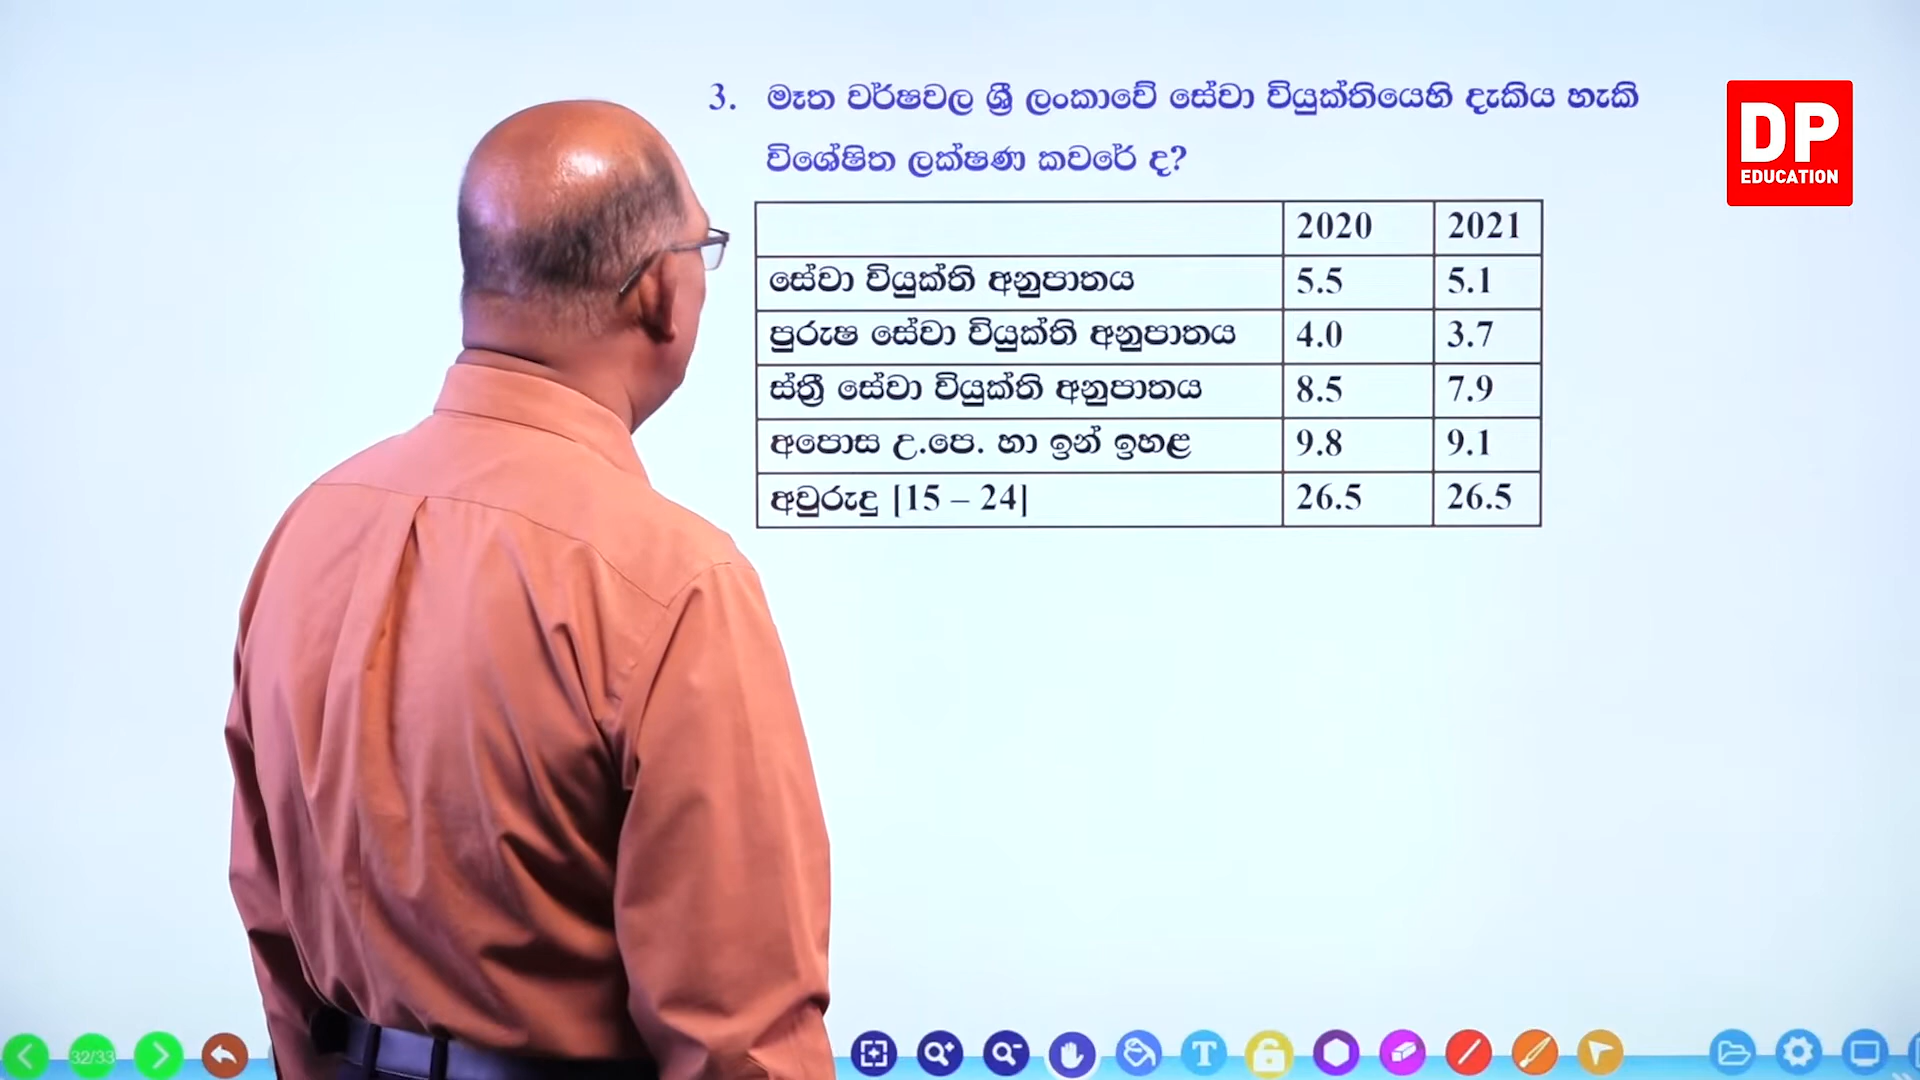 3. මෑත වර්ෂවල ශ්‍රී ලංකාවේ සේවා වියුක්තියෙහි දැකිය හැකි
විශේෂිත ලක්ෂණ කවරේ ද?
DP
EDUCATION
2020 2021
සේවා වියුක්ති අනුපාතය 5.5 5.1
පුරුෂ සේවා වියුක්ති අනුපාතය 4.0 3.7
ස්ත්‍රී සේවා වියුක්ති අනුපාතය 8.5 7.9
අපොස උ.පෙ. හා ඉන් ඉහළ 9.8 9.1
අවුරුදු [15 – 24] 26.5 26.5
32/33
T